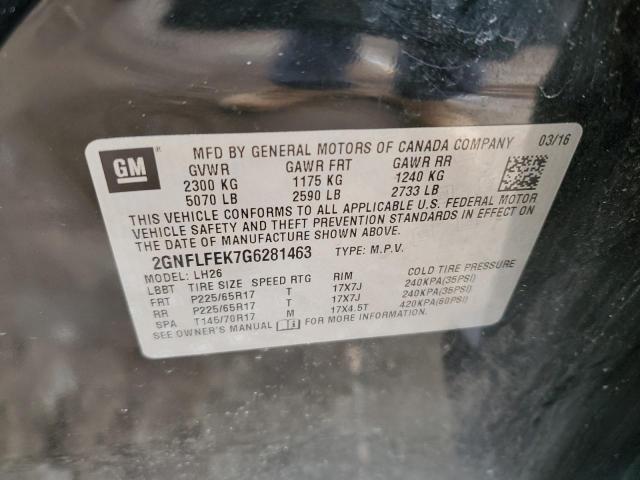 GM
MFD BY GENERAL MOTORS OF CANADA COMPANY 03/16
GVWR GAWR FRT GAWR RR
2300 KG 1175 KG 1240 KG
5070 LB 2590 LB 2733 LB
THIS VEHICLE CONFORMS TO ALL APPLICABLE U.S. FEDERAL MOTOR
VEHICLE SAFETY AND THEFT PREVENTION STANDARDS IN EFFECT ON
THE DATE OF MANUFACTURE SHOWN ABOVE.
2GNFLFEK7G6281463 TYPE: M.P.V.
LBBT LH26
TIRE SIZE SPEED RTG RIM COLD TIRE PRESSURE
FRT P225/65R17 T 17X7J 240KPA(35PSI)
RR P225/65R17 T 17X7J 240KPA(35PSI)
SPA T145/70R17 M 17X4.5T 420KPA(60PSI)
SEE OWNER'S MANUAL FOR MORE INFORMATION.